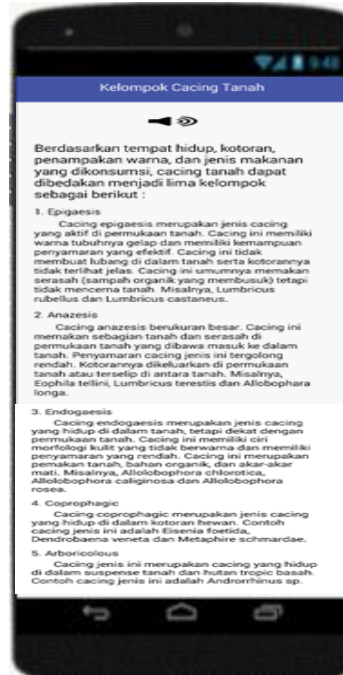 9:48
Kelompok Cacing Tanah
Berdasarkan tempat hidup, kotoran,
penampakan warna, dan jenis makanan
yang dikonsumsi, cacing tanah dapat
dibedakan menjadi lima kelompok
sebagai berikut :
1. Epigaesis
Cacing epigaesis merupakan jenis cacing
yang aktif di permukaan tanah. Cacing ini memiliki
warna tubuhnya gelap dan memiliki kemampuan
penyamaran yang efektif. Cacing ini tidak
membuat lubang di dalam tanah serta kotorannya
tidak terlihat jelas. Cacing ini umumnya memakan
serasah (sampah organik yang membusuk) tetapi
tidak mencerna tanah. Misalnya, Lumbricus
rubellus dan Lumbricus castaneus.
2. Anazesis
Cacing anazesis berukuran besar. Cacing ini
memakan sebagian tanah dan serasah di
permukaan tanah yang dibawa masuk ke dalam
tanah. Penyamaran cacing jenis ini tergolong
rendah. Kotorannya dikeluarkan di permukaan
tanah atau terselip di antara tanah. Misalnya,
Eophila tellini, Lumbricus terestis dan Allobophara
longa.
3. Endogaesis
Cacing endogaesis merupakan jenis cacing
yang hidup di dalam tanah, tetapi dekat dengan
permukaan tanah. Cacing ini memiliki ciri
morfologi kulit yang tidak berwarna dan memiliki
penyamaran yang rendah. Cacing ini merupakan
pemakan tanah, bahan organik, dan akar-akar
mati. Misalnya, Allolobophora chlorotica,
Allolobophora caliginosa dan Allolobophora
rosea.
4. Coprophagic
Cacing coprophagic merupakan jenis cacing
yang hidup di dalam kotoran hewan. Contoh
cacing jenis ini adalah Eisenia foetida,
Dendrobaena veneta dan Metaphire schmardae.
5. Arboricolous
Cacing jenis ini merupakan cacing yang hidup
di dalam suspense tanah dan hutan tropic basah.
Contoh cacing jenis ini adalah Androrrhinus sp.